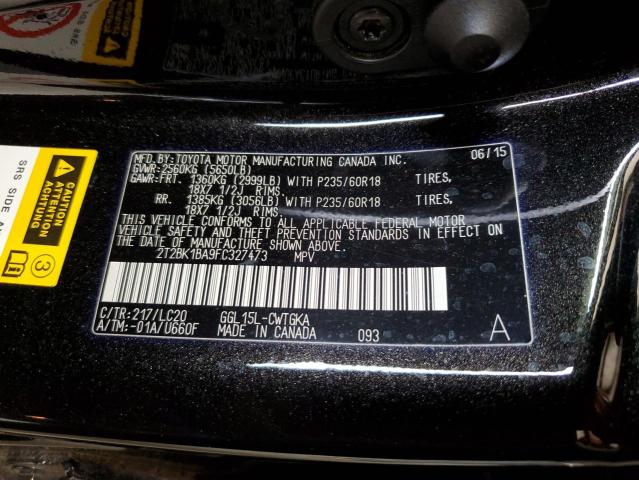 MFD. BY: TOYOTA MOTOR MANUFACTURING CANADA INC. 06/15
GVWR: 2560KG (5650LB)
GAWR: FRT. 1360KG (2999LB) WITH P235/60R18 TIRES,
18X7 1/2J RIMS.
RR. 1385KG (3056LB) WITH P235/60R18 TIRES,
18X7 1/2J RIMS.
THIS VEHICLE CONFORMS TO ALL APPLICABLE FEDERAL MOTOR
VEHICLE SAFETY AND THEFT PREVENTION STANDARDS IN EFFECT ON
THE DATE OF MANUFACTURE SHOWN ABOVE.
2T2BK1BA9FC327473 MPV
C/TR: 217/LC20 GGL15L-CWTGKA
A/TM: -01A/U660F MADE IN CANADA 093 A
SRS SIDE
CAUTION
ATTENTION
ACHTUNG
3